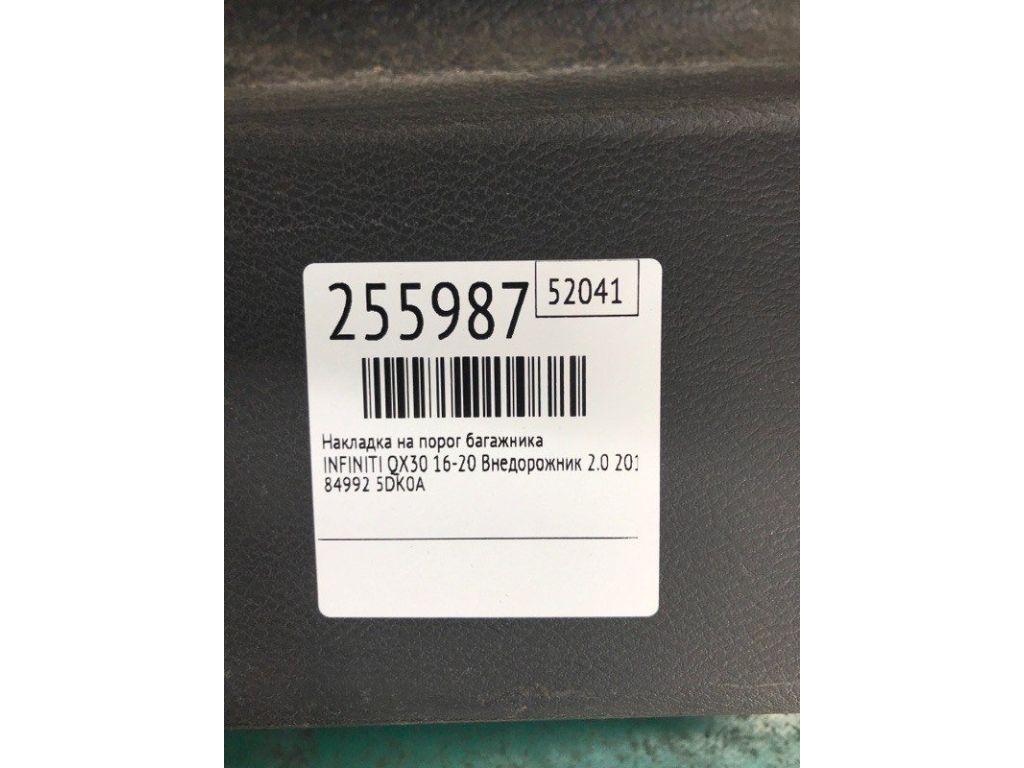 255987
52041
Накладка на порог багажника
INFINITI QX30 16-20 Внедорожник 2.0 201
84992 5DK0A